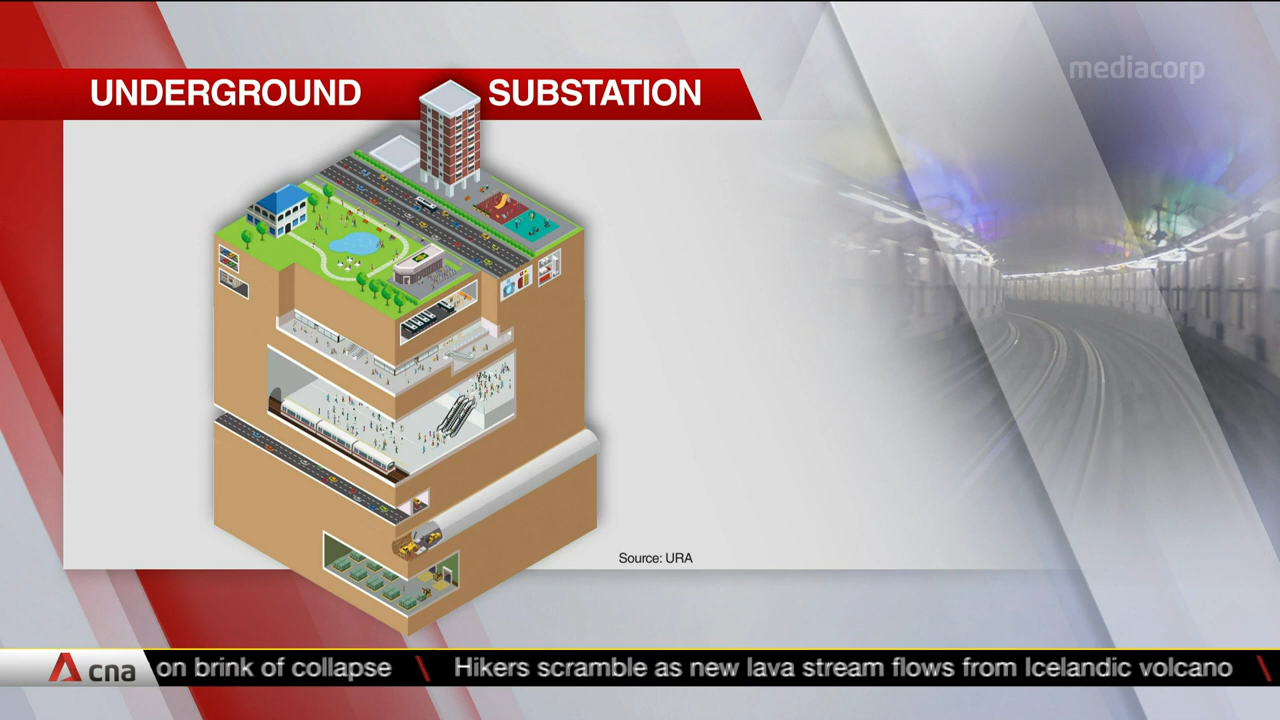 mediacorp
UNDERGROUND SUBSTATION
Source: URA
cna on brink of collapse \ Hikers scramble as new lava stream flows from Icelandic volcano \